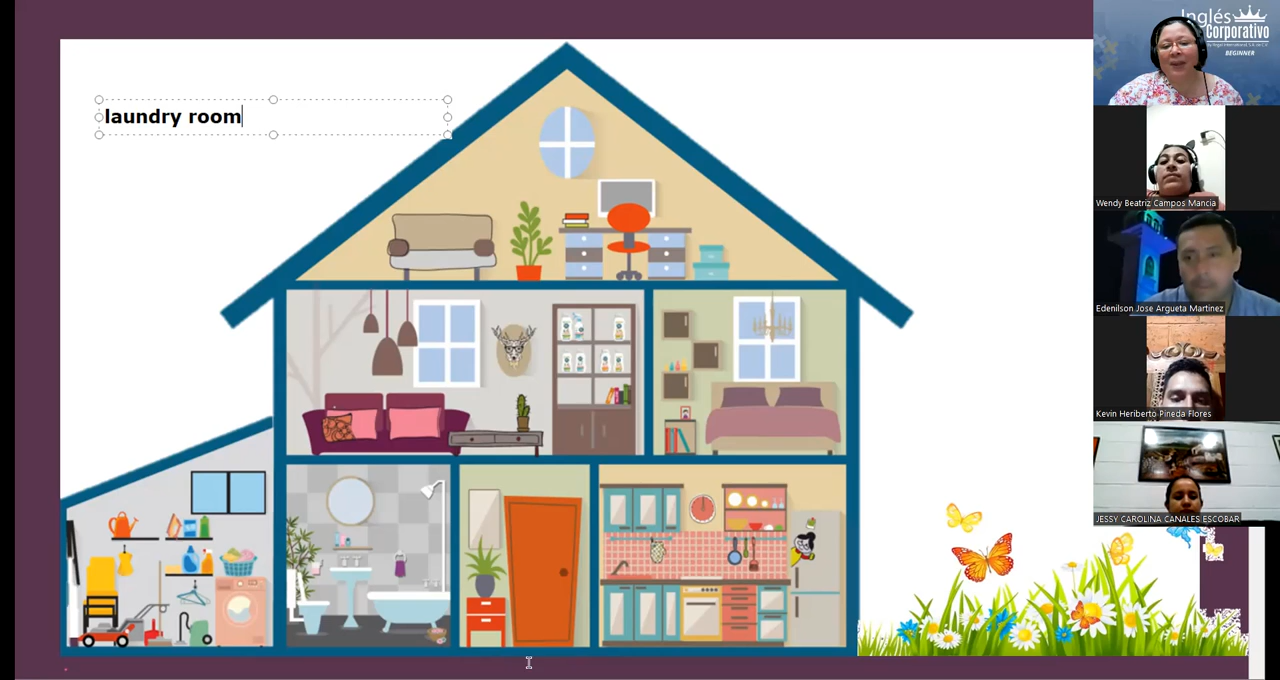 laundry room
Inglés
Corporativo
BEGINNER
Wendy Beatriz Campos Mancia
Edenilson Jose Argueta Martinez
Kevin Heriberto Pineda Flores
JESSY CAROLINA CANALES ESCOBAR